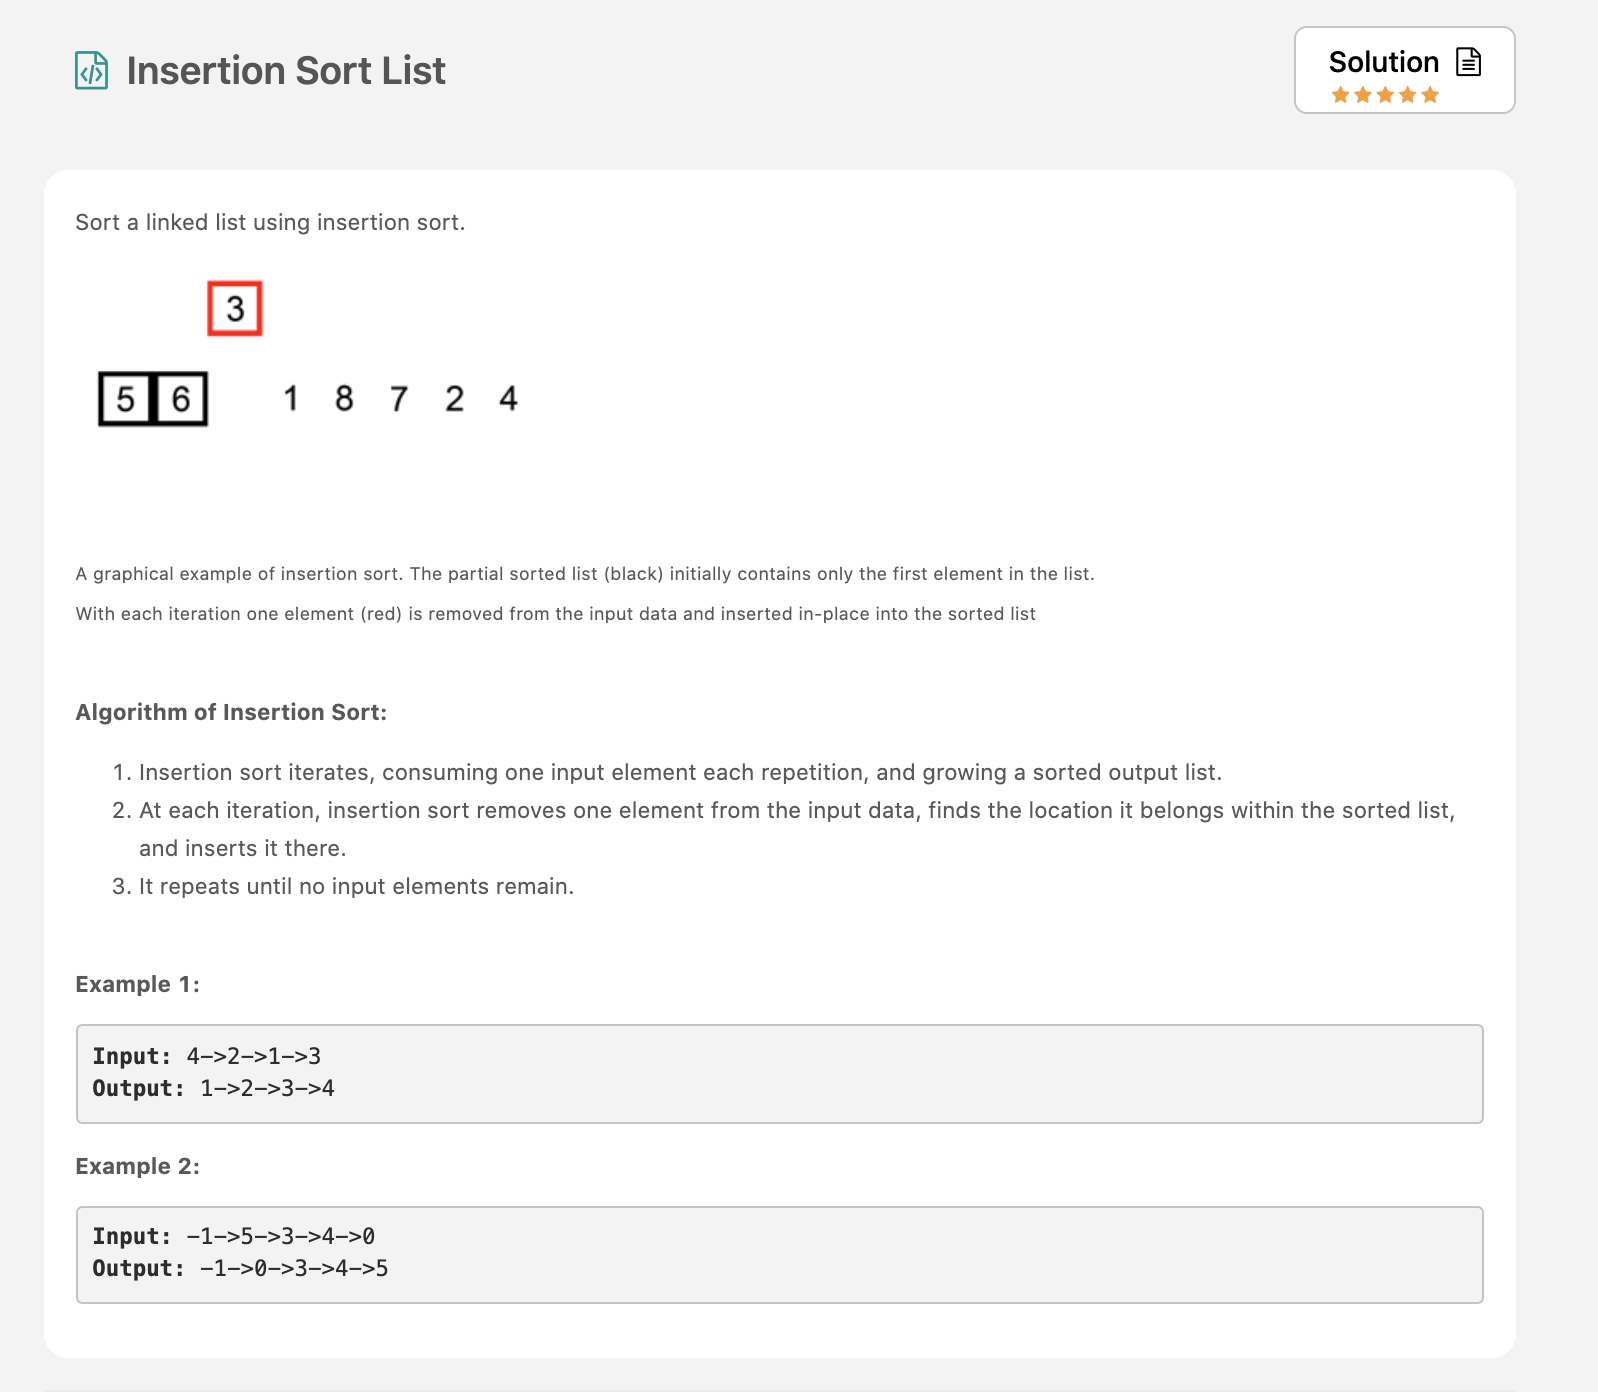 Insertion Sort List
Solution
Sort a linked list using insertion sort.
3
5 6 1 8 7 2 4
A graphical example of insertion sort. The partial sorted list (black) initially contains only the first element in the list.
With each iteration one element (red) is removed from the input data and inserted in-place into the sorted list
Algorithm of Insertion Sort:
1. Insertion sort iterates, consuming one input element each repetition, and growing a sorted output list.
2. At each iteration, insertion sort removes one element from the input data, finds the location it belongs within the sorted list,
and inserts it there.
3. It repeats until no input elements remain.
Example 1:
Input: 4->2->1->3
Output: 1->2->3->4
Example 2:
Input: -1->5->3->4->0
Output: -1->0->3->4->5